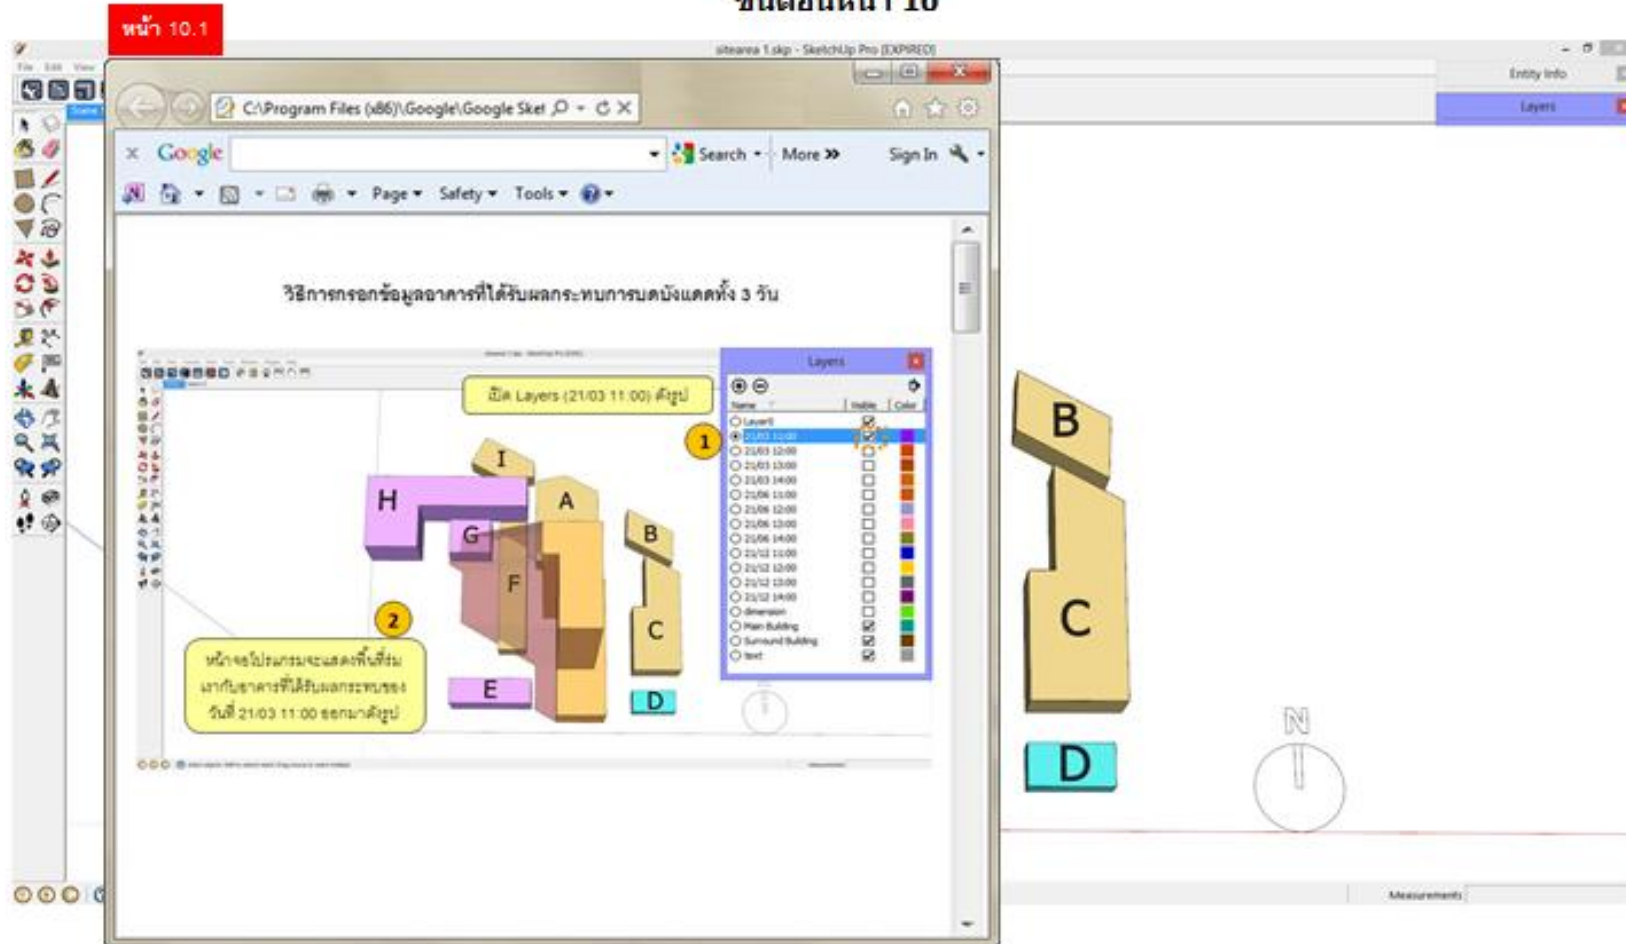 ขั้นตอนหน้า 10
หน้า 10.1
sitearea 1.skp - SketchUp Pro (EXPIRED)
File Edit View
Entity Info
Layers
C:\Program Files (x86)\Google\Google Sket
Google
Search
More »
Sign In
Page
Safety
Tools
วิธีการกรอกข้อมูลอาคารที่ได้รับผลกระทบการบดบังแดดทั้ง 3 วัน
เปิด Layers (21/03 11:00) ดังรูป
1
Layers
Name Visible Color
Layer0
21/03 11:00
21/03 12:00
21/03 13:00
21/03 14:00
21/06 11:00
21/06 12:00
21/06 13:00
21/06 14:00
21/12 11:00
21/12 12:00
21/12 13:00
21/12 14:00
dimension
Main Building
Surround Building
text
I
H
A
G
B
F
C
E
D
2
หน้าจอโปรแกรมจะแสดงพื้นที่ร่ม
เงากับอาคารที่ได้รับผลกระทบของ
วันที่ 21/03 11:00 ออกมาดังรูป
B
C
D
N
Measurements